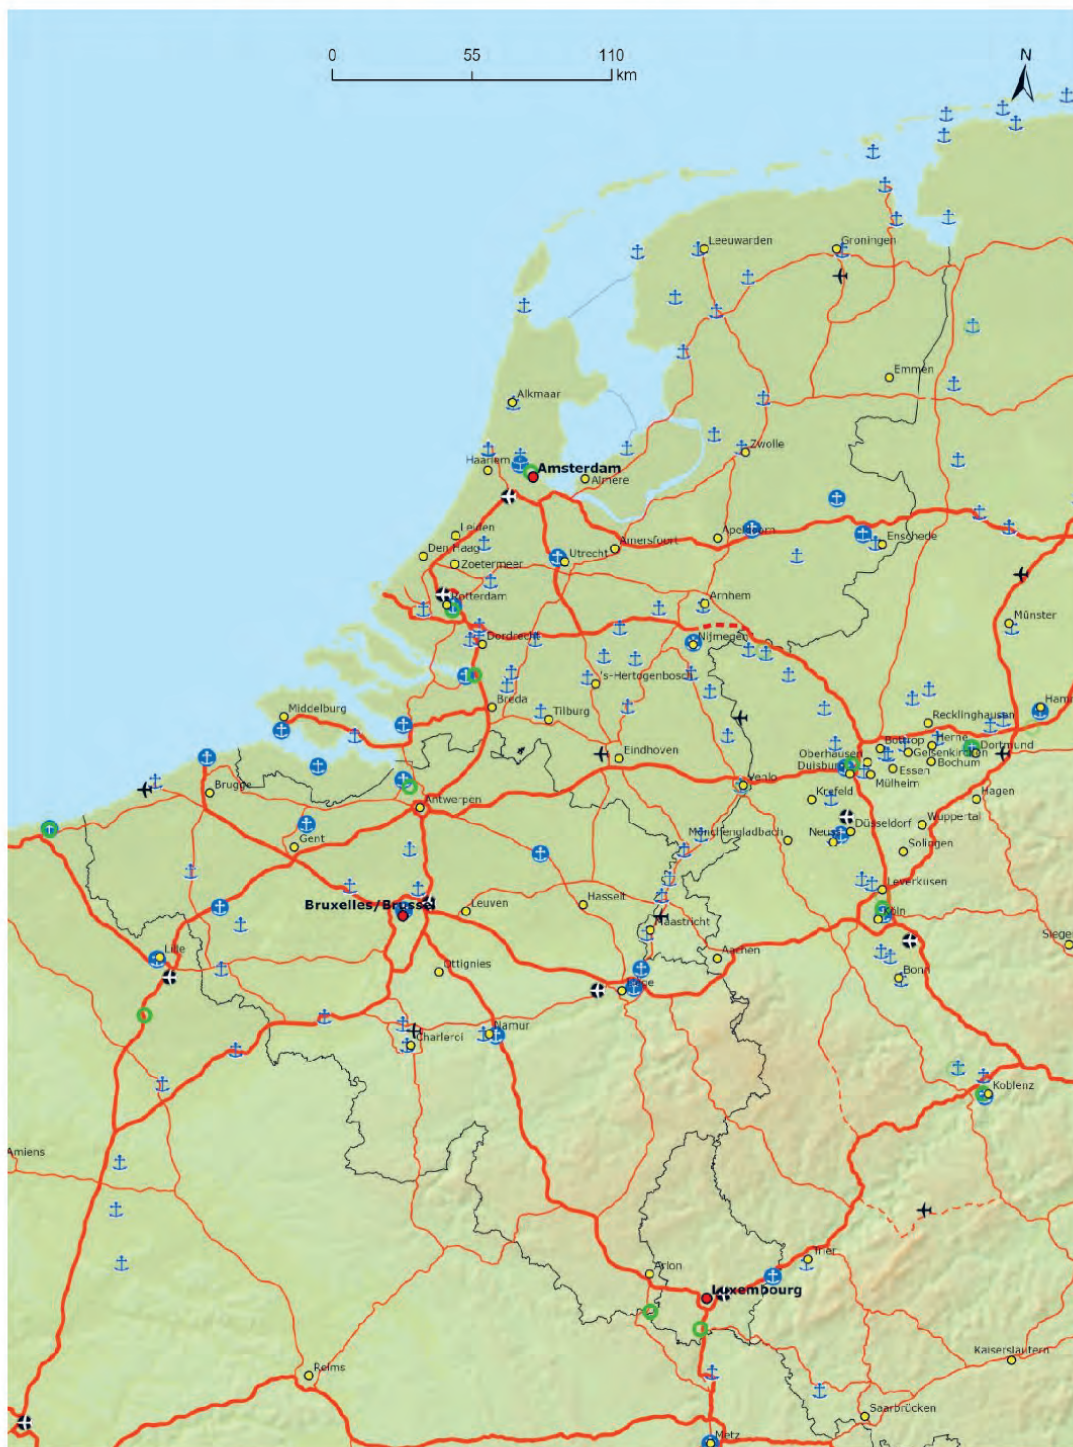 0 55 110
km
N
Leeuwarden
Groningen
Emmen
Alkmaar
Zwolle
Haarlem
Amsterdam
Almere
Leiden
Apeldoorn
Enschede
Den Haag
Utrecht
Amersfoort
Zoetermeer
Rotterdam
Arnhem
Münster
Dordrecht
Nijmegen
's-Hertogenbosch
Middelburg
Breda
Tilburg
Ham
Recklinghausen
Eindhoven
Bottrop
Herne
Oberhausen
Gelsenkirchen
Dortmund
Duisburg
Essen
Bochum
Brugge
Venlo
Mülheim
Krefeld
Hagen
Antwerpen
Gent
Mönchengladbach
Neuss
Düsseldorf
Wuppertal
Solingen
Leverkusen
Bruxelles/Brussel
Leuven
Hasselt
Maastricht
Köln
Lille
Aachen
Siegen
Ottignies
Liège
Bonn
Namur
Charleroi
Koblenz
Amiens
Trier
Arlon
Luxembourg
Reims
Kaiserslautern
Saarbrücken
Metz